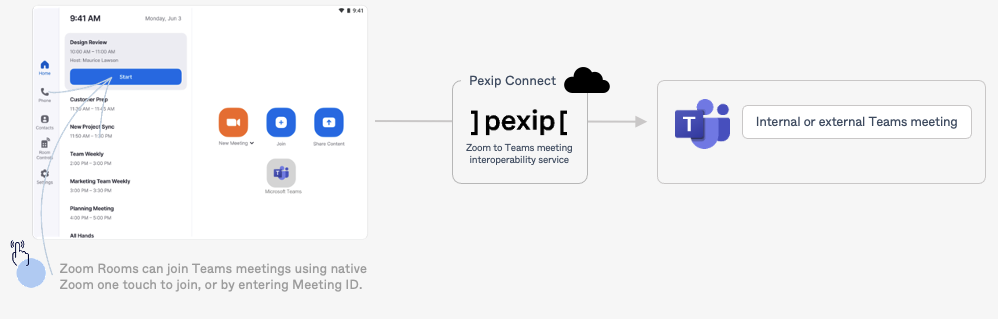 9:41 AM
Monday, Jun 3
9:41
Design Review
10:00 AM – 11:00 AM
Host: Maurice Lawson
Start
Home
Phone
Contacts
Room
Control
Settings
Customer Prep
11:30 AM – 11:45 AM
New Project Sync
11:50 AM – 1:30 PM
Team Weekly
2:00 PM – 3:00 PM
Marketing Team Weekly
3:00 PM – 3:30 PM
Planning Meeting
4:00 PM – 5:00 PM
All Hands
New Meeting
Join
Share Content
Microsoft Teams
Zoom Rooms can join Teams meetings using native
Zoom one touch to join, or by entering Meeting ID.
Pexip Connect
]pexip[
Zoom to Teams meeting
interoperability service
T
Internal or external Teams meeting